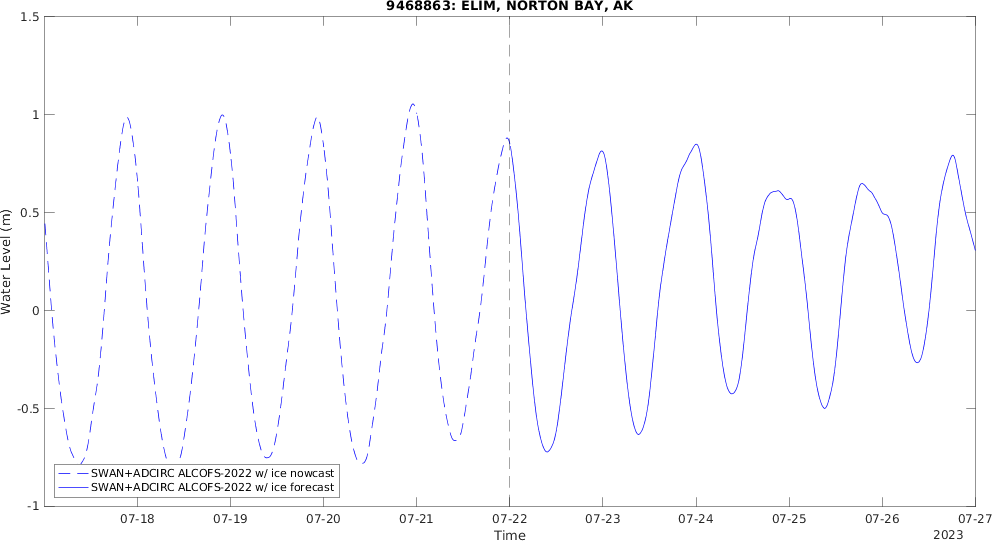 9468863: ELIM, NORTON BAY, AK
1.5
1
0.5
0
-0.5
-1
Water Level (m)
SWAN+ADCIRC ALCOFS-2022 w/ ice nowcast
SWAN+ADCIRC ALCOFS-2022 w/ ice forecast
07-18 07-19 07-20 07-21 07-22 07-23 07-24 07-25 07-26 07-27
Time
2023